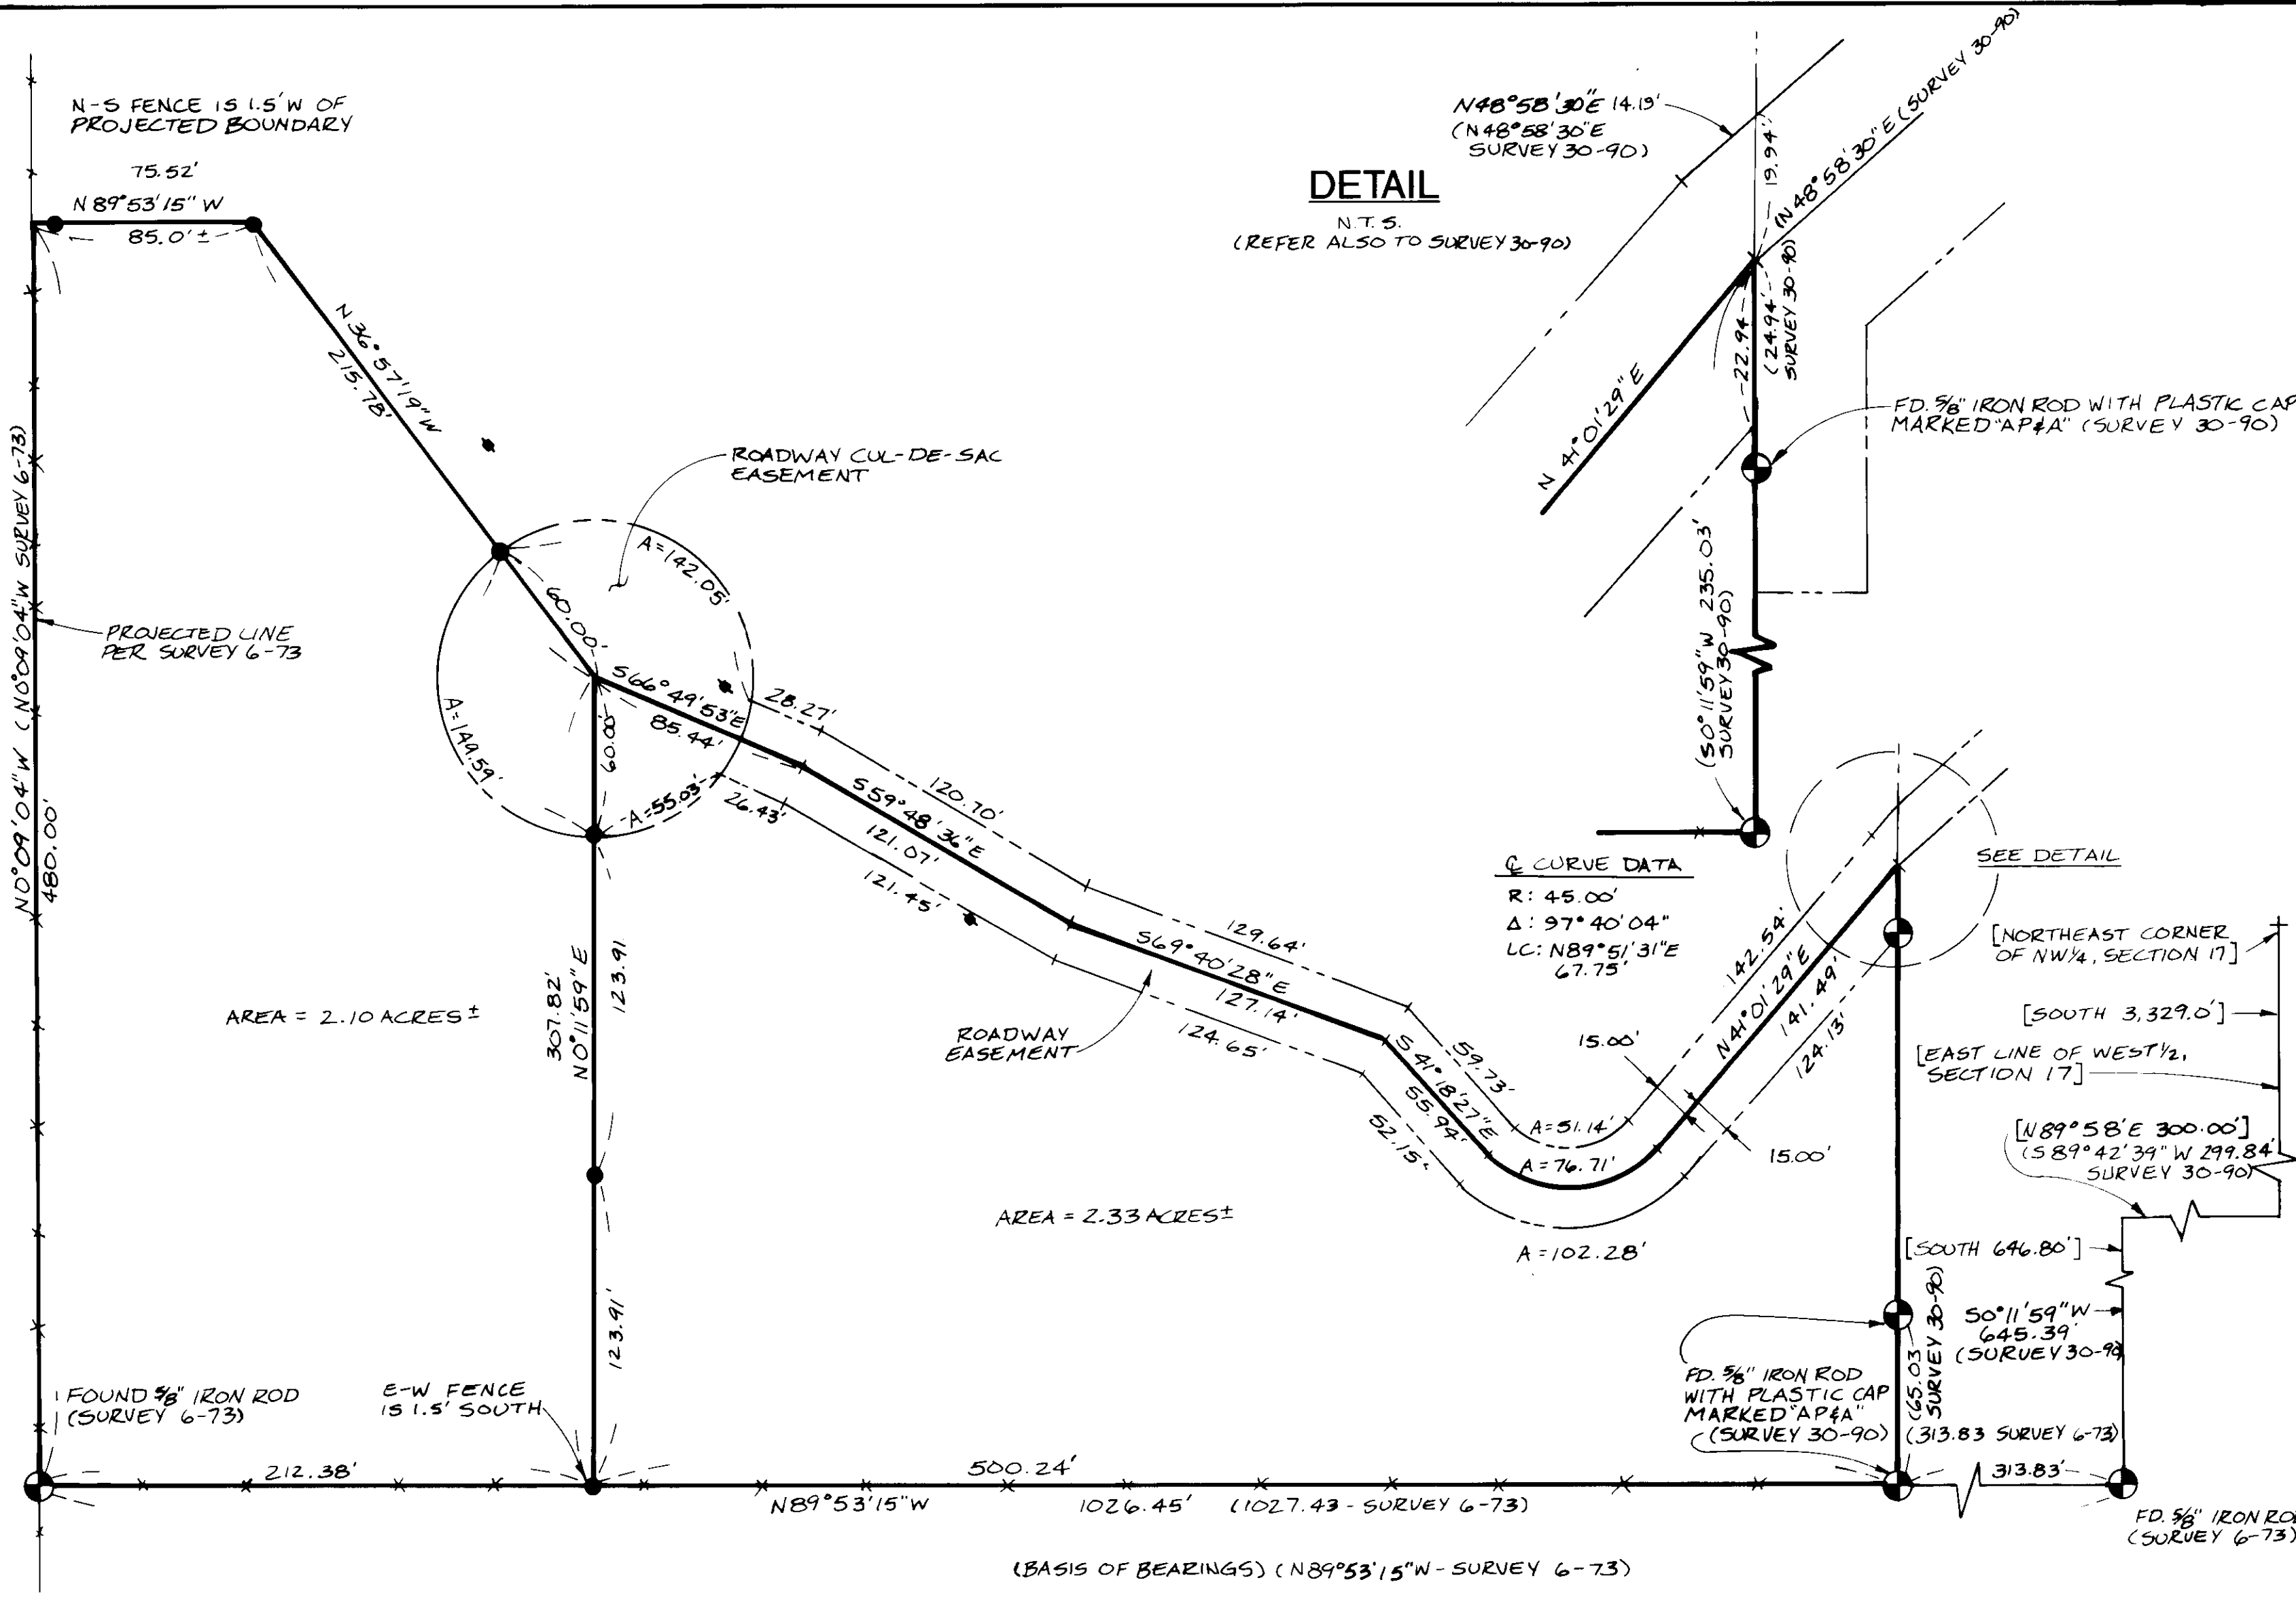 N-S FENCE IS 1.5'W OF
PROJECTED BOUNDARY
75.52'
N 89°53'15" W
85.0'±
N 36°57'19" W
215.78'
ROADWAY CUL-DE-SAC
EASEMENT
A=142.05'
60.00'
A=149.59'
60.00'
A=55.03'
S66°49'53"E
85.44'
28.27'
26.43'
120.70'
S59°48'36"E
121.07'
121.45'
129.64'
S69°40'28"E
127.14'
124.65'
59.73'
S41°18'27"E
55.94'
52.15'
A=51.14'
A=76.71'
A=102.28'
142.54'
N41°01'29"E
141.49'
124.13'
15.00'
15.00'
ROADWAY
EASEMENT
PROJECTED LINE
PER SURVEY 6-73
N0°09'04"W (N0°09'04"W SURVEY 6-73)
480.00'
AREA = 2.10 ACRES±
307.82'
N0°11'59"E
123.91
123.91'
AREA = 2.33 ACRES±
FOUND 5/8" IRON ROD
(SURVEY 6-73)
E-W FENCE
IS 1.5' SOUTH
212.38'
500.24'
N89°53'15"W
1026.45'
(1027.43 - SURVEY 6-73)
(BASIS OF BEARINGS) (N89°53'15"W - SURVEY 6-73)
DETAIL
N.T.S.
(REFER ALSO TO SURVEY 30-90)
N48°58'30"E 14.19'
(N48°58'30"E
SURVEY 30-90)
19.94'
(N48°58'30"E (SURVEY 30-90)
22.94
(24.94'
SURVEY 30-90)
N 41°01'29" E
FD. 5/8" IRON ROD WITH PLASTIC CAP
MARKED "AP&A" (SURVEY 30-90)
(S0°11'59"W 235.03'
SURVEY 30-90)
℄ CURVE DATA
R: 45.00'
Δ: 97°40'04"
LC: N89°51'31"E
67.75'
SEE DETAIL
[NORTHEAST CORNER
OF NW 1/4, SECTION 17]
[SOUTH 3,329.0']
[EAST LINE OF WEST 1/2,
SECTION 17]
[N89°58'E 300.00']
(S89°42'39"W 299.84'
SURVEY 30-90)
[SOUTH 646.80']
S0°11'59"W
645.39'
(SURVEY 30-90
(65.03
SURVEY 30-90)
FD. 5/8" IRON ROD
WITH PLASTIC CAP
MARKED "AP&A"
(SURVEY 30-90)
(313.83 SURVEY 6-73)
313.83'
FD. 5/8" IRON ROD
(SURVEY 6-73)